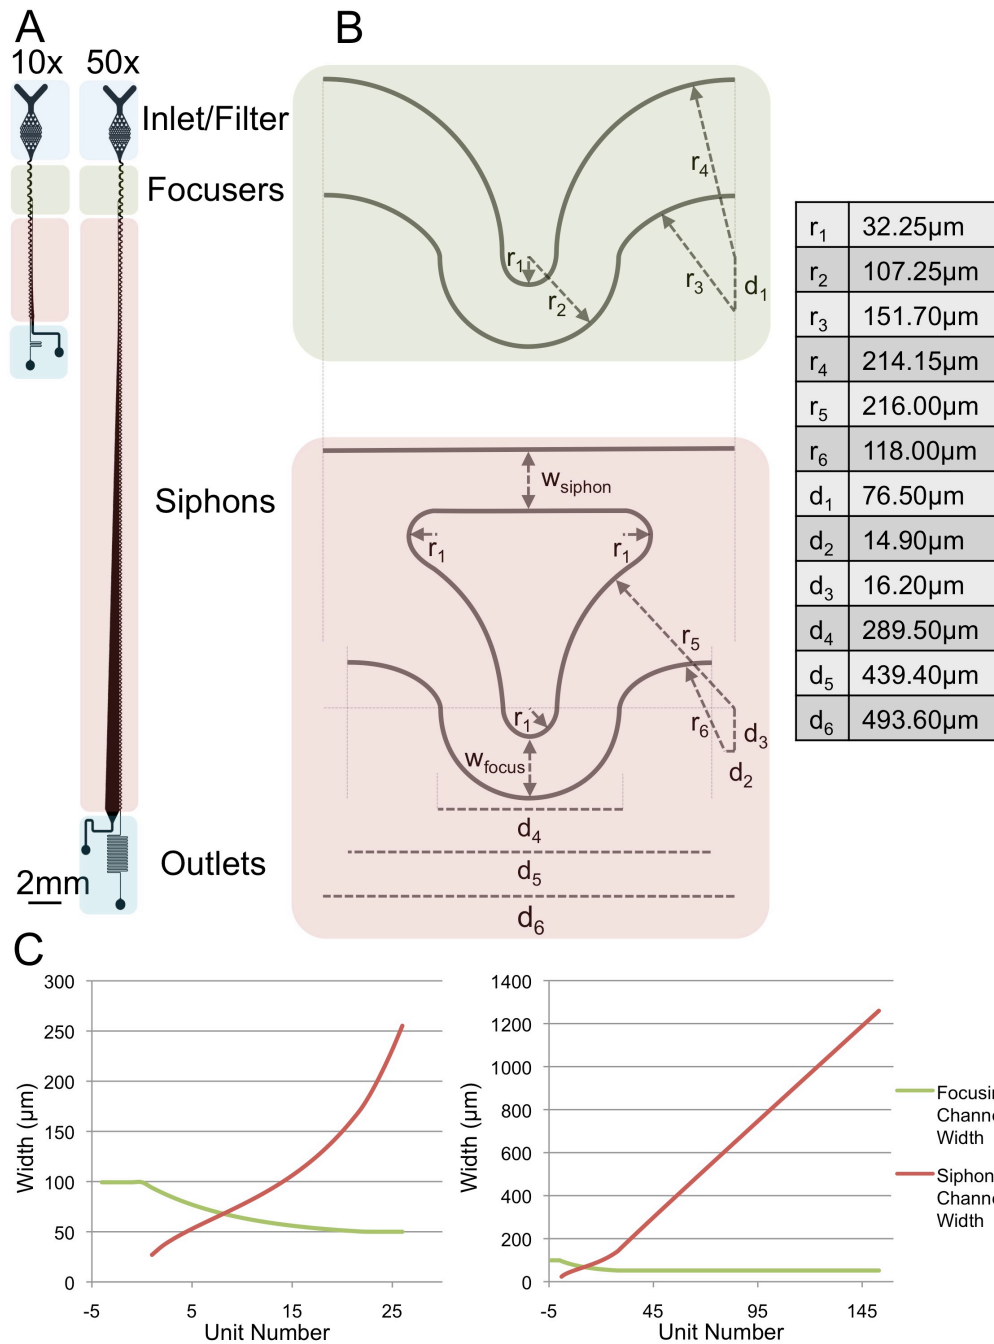 A
B
10x
50x
Inlet/Filter
Focusers
Siphons
Outlets
2mm
r4
r1
r2
r3
d1
wsiphon
r1
r1
r5
r1
r6
d3
wfocus
d2
d4
d5
d6
r1 32.25µm
r2 107.25µm
r3 151.70µm
r4 214.15µm
r5 216.00µm
r6 118.00µm
d1 76.50µm
d2 14.90µm
d3 16.20µm
d4 289.50µm
d5 439.40µm
d6 493.60µm
C
300
250
200
150
100
50
0
-5 5 15 25
Width (µm)
Unit Number
1400
1200
1000
800
600
400
200
0
-5 45 95 145
Width (µm)
Unit Number
Focusin
Channe
Width
Siphon
Channe
Width